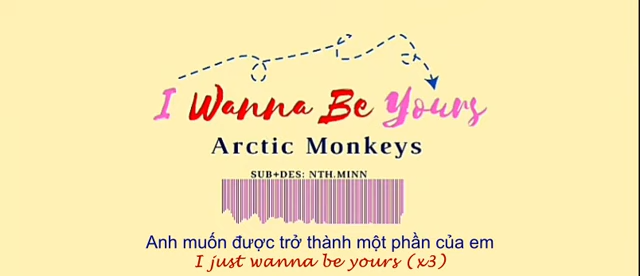 I Wanna Be Yours
Arctic Monkeys
SUB+DES: NTH.MINN
Anh muốn được trở thành một phần của em
I just wanna be yours (x3)